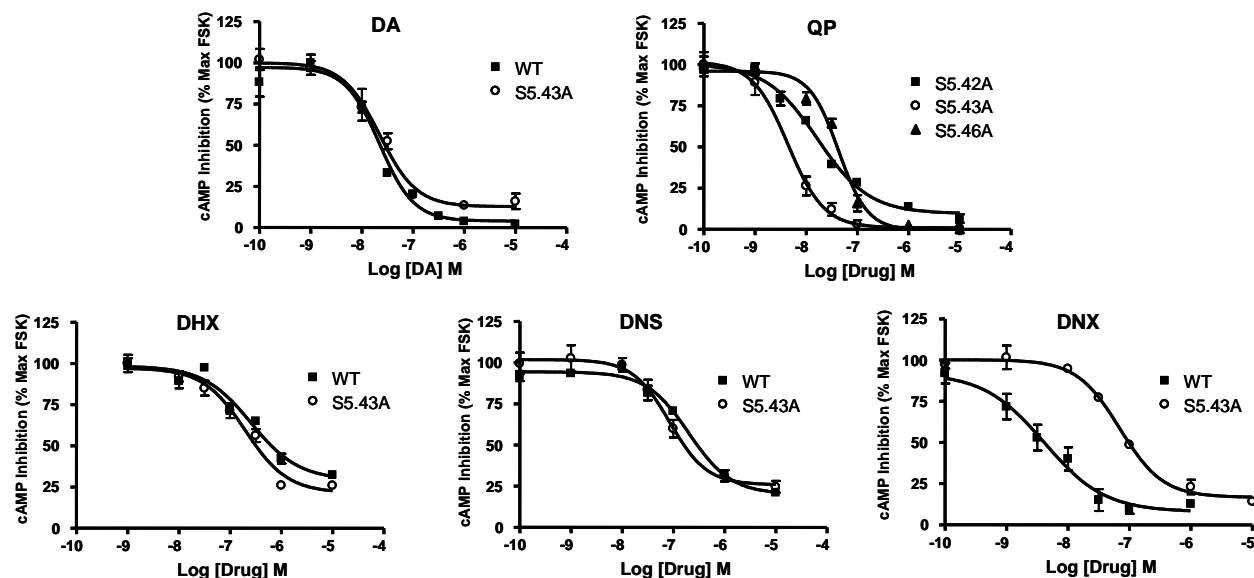 DA
cAMP Inhibition (% Max FSK)
125
100
75
50
25
0
WT
S5.43A
-10 -9 -8 -7 -6 -5 -4
Log [DA] M
QP
cAMP Inhibition (% Max FSK)
125
100
75
50
25
0
S5.42A
S5.43A
S5.46A
-10 -9 -8 -7 -6 -5 -4
Log [Drug] M
DHX
cAMP Inhibition (% Max FSK)
125
100
75
50
25
0
WT
S5.43A
-10 -9 -8 -7 -6 -5 -4
Log [Drug] M
DNS
cAMP Inhibition (% Max FSK)
125
100
75
50
25
0
WT
S5.43A
-10 -9 -8 -7 -6 -5 -4
Log [Drug] M
DNX
cAMP Inhibition (% Max FSK)
125
100
75
50
25
0
WT
S5.43A
-10 -9 -8 -7 -6 -5
Log [Drug] M